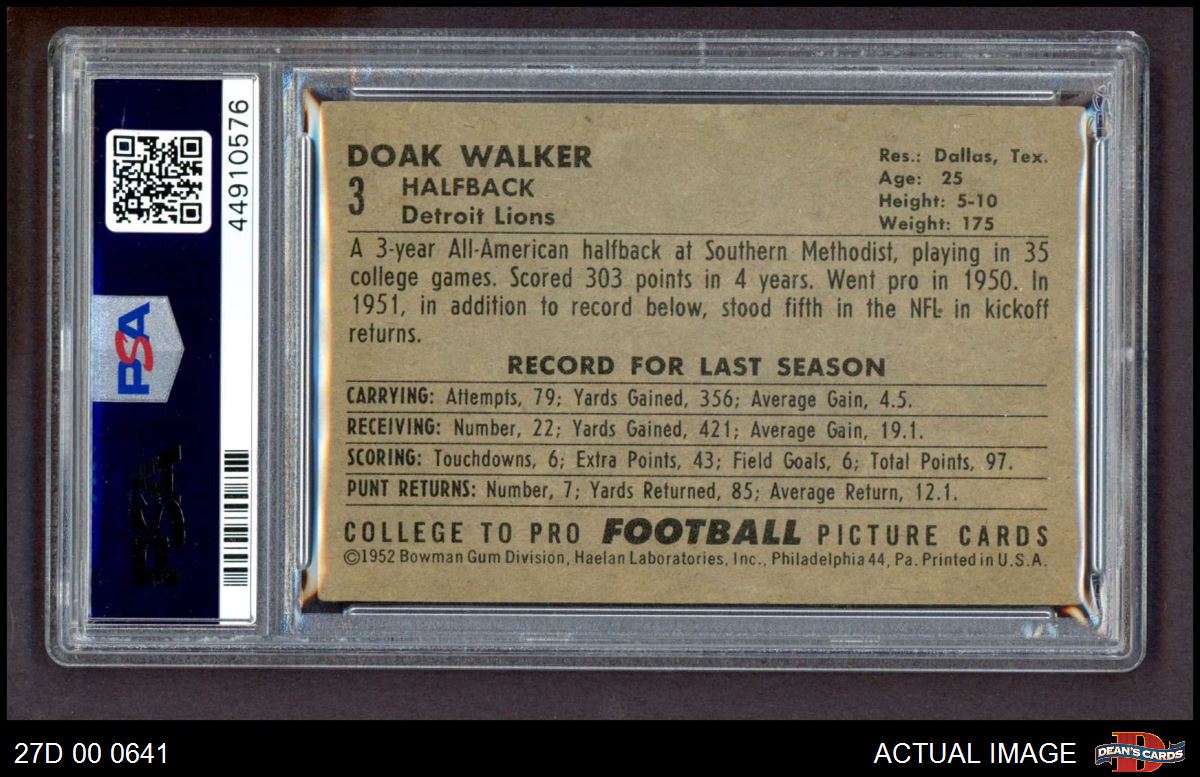 44910576
PSA
PSA
DOAK WALKER
3
HALFBACK
Detroit Lions
Res.: Dallas, Tex.
Age: 25
Height: 5-10
Weight: 175
A 3-year All-American halfback at Southern Methodist, playing in 35
college games. Scored 303 points in 4 years. Went pro in 1950. In
1951, in addition to record below, stood fifth in the NFL in kickoff
returns.
RECORD FOR LAST SEASON
CARRYING: Attempts, 79; Yards Gained, 356; Average Gain, 4.5.
RECEIVING: Number, 22; Yards Gained, 421; Average Gain, 19.1.
SCORING: Touchdowns, 6; Extra Points, 43; Field Goals, 6; Total Points, 97.
PUNT RETURNS: Number, 7; Yards Returned, 85; Average Return, 12.1.
COLLEGE TO PRO FOOTBALL PICTURE CARDS
©1952 Bowman Gum Division, Haelan Laboratories, Inc., Philadelphia 44, Pa. Printed in U.S.A.
27D 00 0641
ACTUAL IMAGE
DEAN'S CARDS